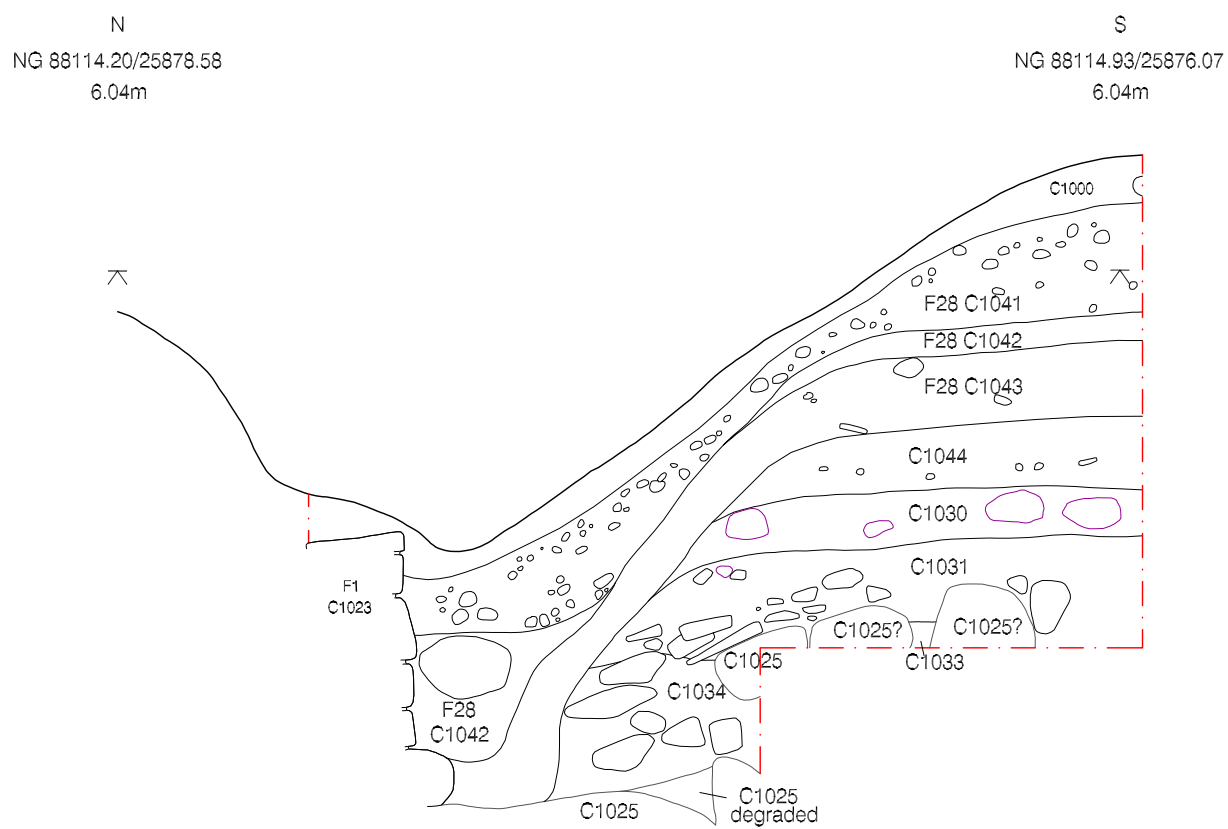 N
NG 88114.20/25878.58
6.04m
S
NG 88114.93/25876.07
6.04m
C1000
F28 C1041
F28 C1042
F28 C1043
C1044
C1030
C1031
F1
C1023
C1025?
C1025?
C1025
C1033
C1034
F28
C1042
C1025
C1025
degraded